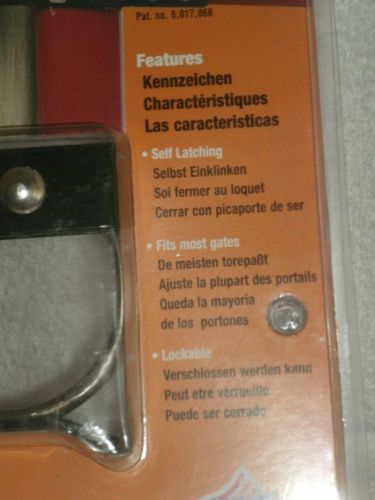 Pat. no. 6,017,068
Features
Kennzeichen
Charactéristiques
Las caracteristicas
• Self Latching
Selbst Einklinken
Soi fermer au loquet
Cerrar con picaporte de ser
• Fits most gates
De meisten torepaßt
Ajuste la plupart des portails
Queda la mayoria
de los portones
• Lockable
Verschlossen werden kann
Peut etre verrouille
Puede ser cerrado